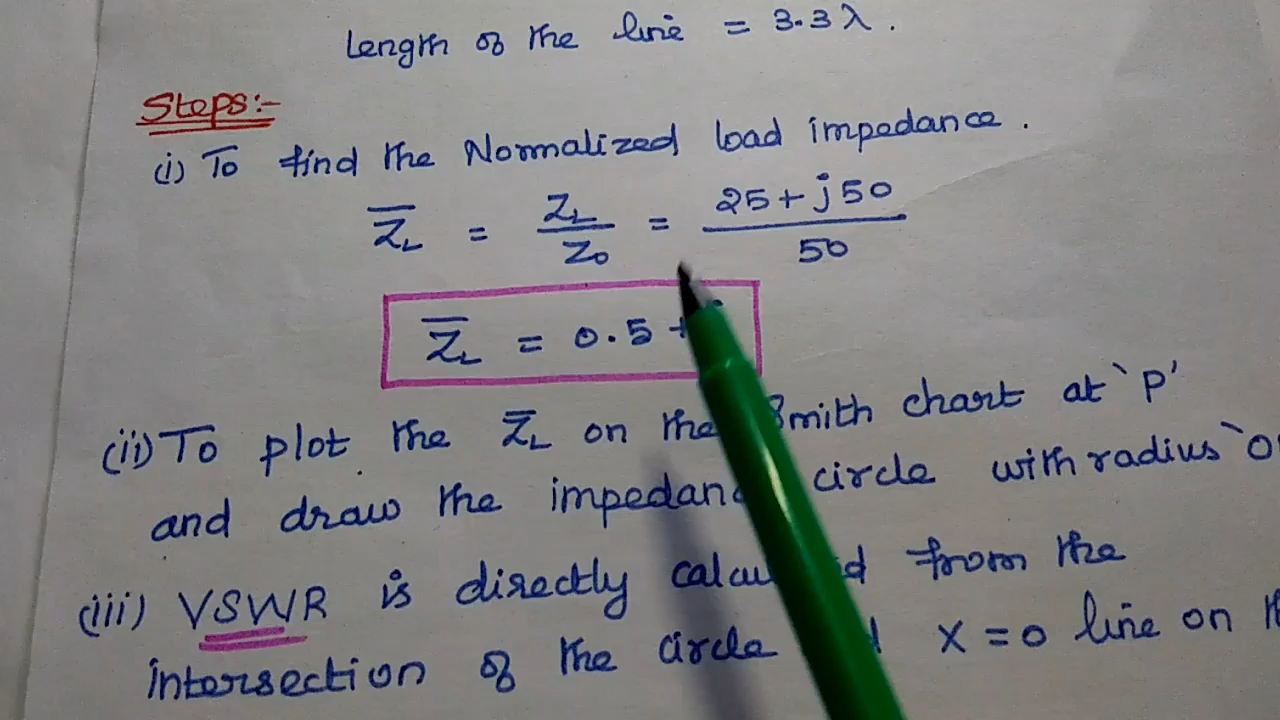 Length of the line = 3.3λ.
Steps:-
(i) To find the Normalized load impedance.
Z̅L = ZL / Z0 = 25 + j50 / 50
Z̅L = 0.5 +
(ii) To plot the Z̅L on the Smith chart at 'P'
and draw the impedance circle with radius
(iii) VSWR is directly from the
intersection of the circle X = 0 line on